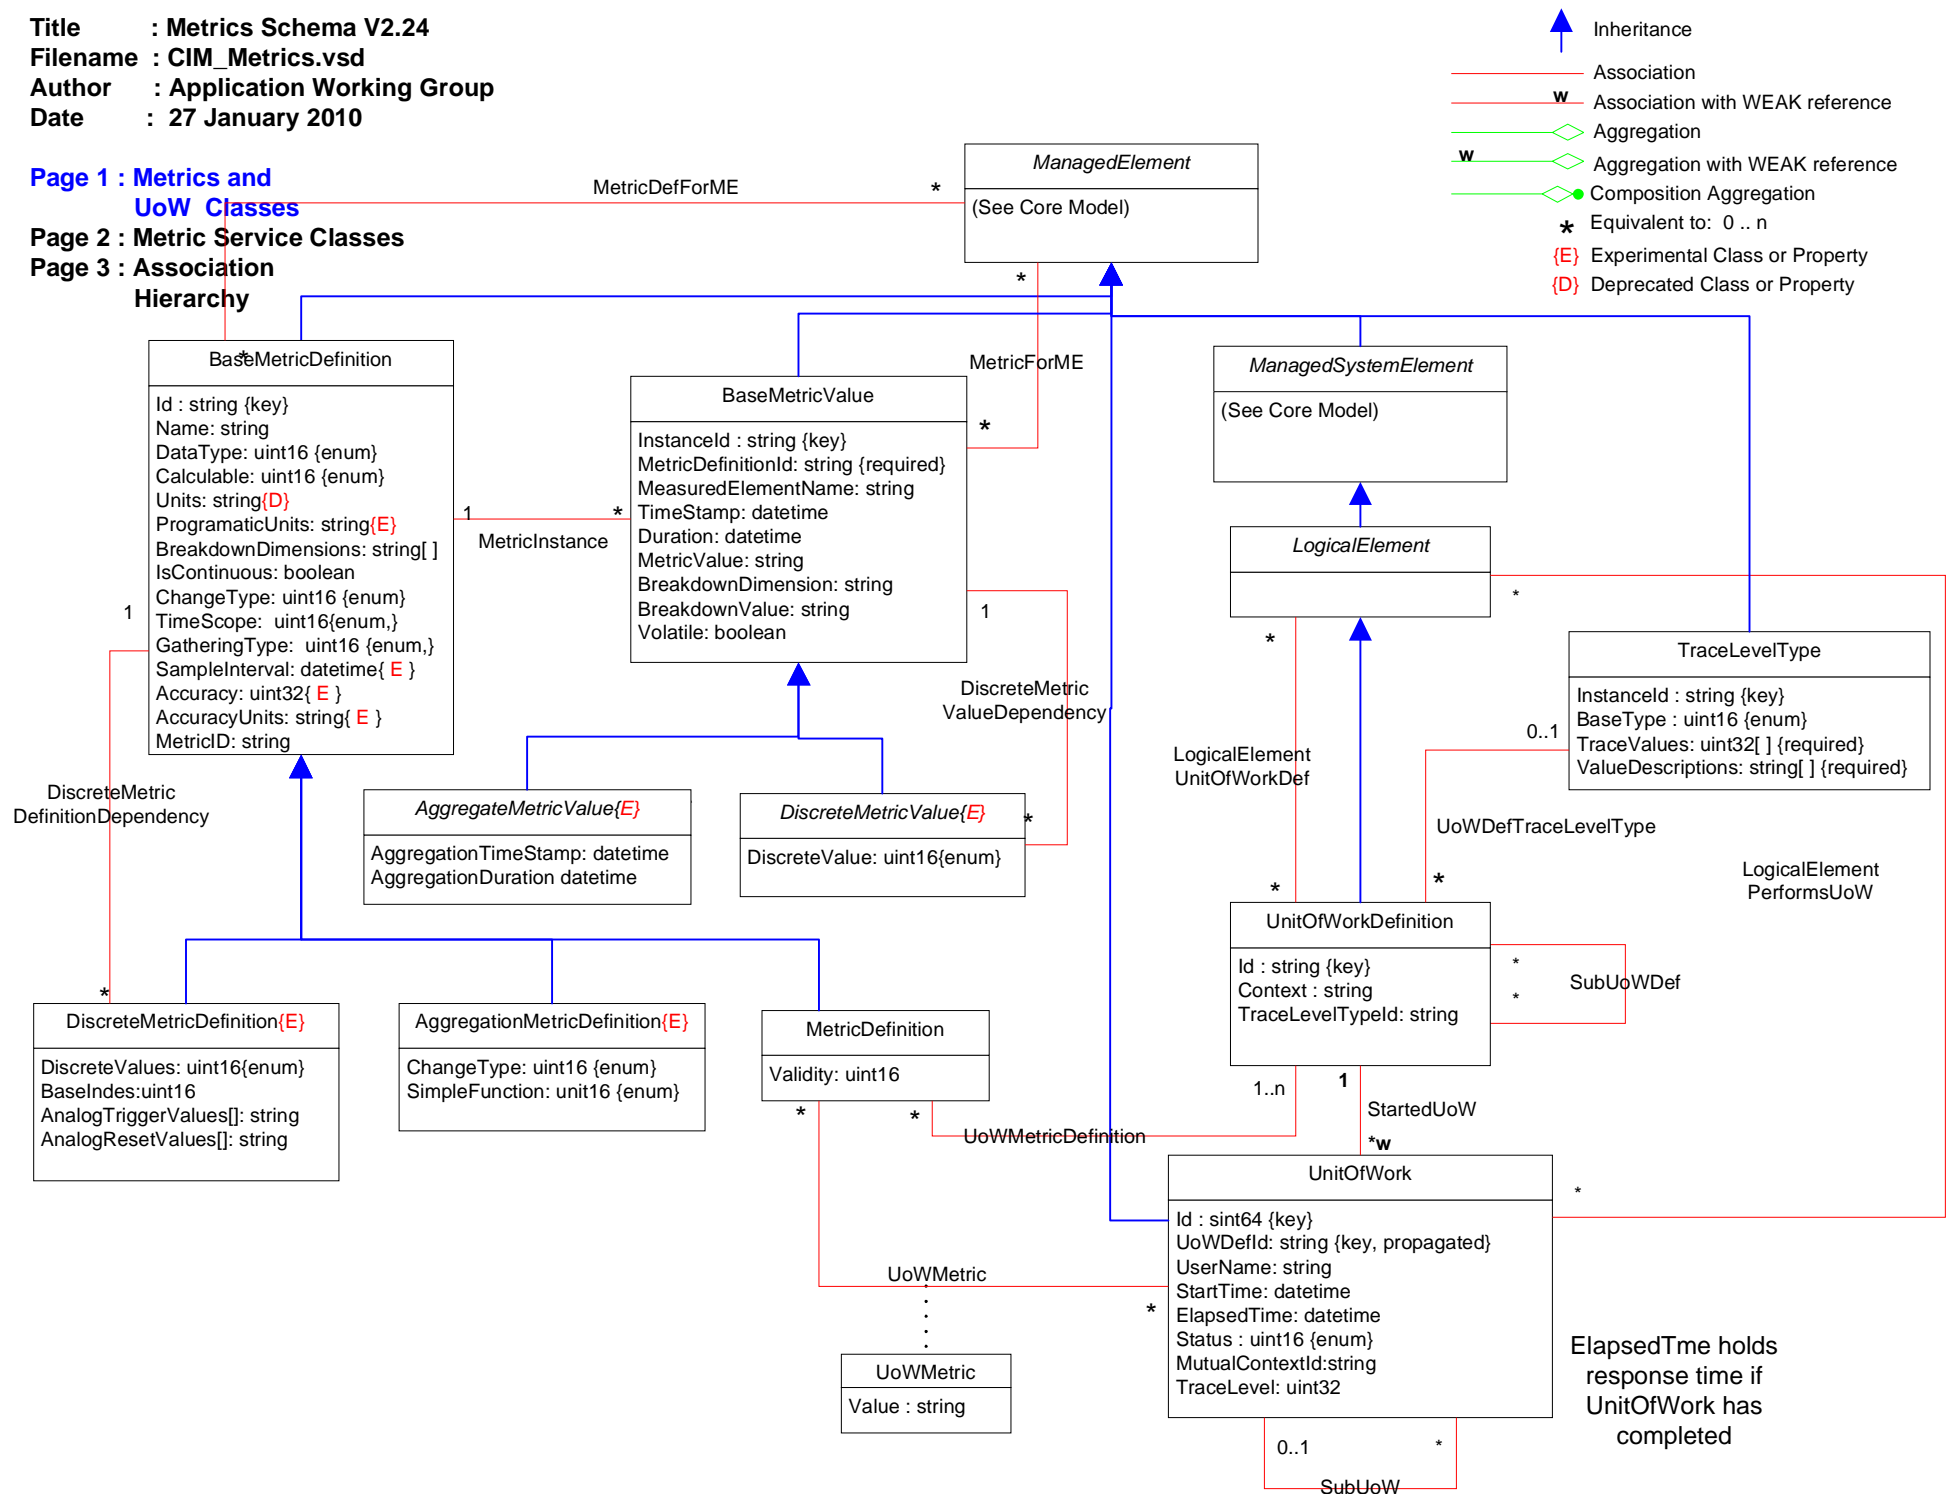 Title : Metrics Schema V2.24
Filename : CIM_Metrics.vsd
Author : Application Working Group
Date : 27 January 2010
Page 1 : Metrics and
UoW Classes
Page 2 : Metric Service Classes
Page 3 : Association
Hierarchy
Inheritance
Association
w
Association with WEAK reference
Aggregation
w
Aggregation with WEAK reference
Composition Aggregation
* Equivalent to: 0 .. n
{E} Experimental Class or Property
{D} Deprecated Class or Property
ManagedElement
(See Core Model)
MetricDefForME
*
*
*
MetricForME
*
BaseMetricDefinition
Id : string {key}
Name: string
DataType: uint16 {enum}
Calculable: uint16 {enum}
Units: string{D}
ProgramaticUnits: string{E}
BreakdownDimensions: string[ ]
IsContinuous: boolean
ChangeType: uint16 {enum}
TimeScope: uint16{enum,}
GatheringType: uint16 {enum,}
SampleInterval: datetime{ E }
Accuracy: uint32{ E }
AccuracyUnits: string{ E }
MetricID: string
1
*
MetricInstance
BaseMetricValue
InstanceId : string {key}
MetricDefinitionId: string {required}
MeasuredElementName: string
TimeStamp: datetime
Duration: datetime
MetricValue: string
BreakdownDimension: string
BreakdownValue: string
Volatile: boolean
1
DiscreteMetric
ValueDependency
*
ManagedSystemElement
(See Core Model)
LogicalElement
*
*
LogicalElement
UnitOfWorkDef
*
TraceLevelType
InstanceId : string {key}
BaseType : uint16 {enum}
TraceValues: uint32[ ] {required}
ValueDescriptions: string[ ] {required}
0..1
UoWDefTraceLevelType
*
LogicalElement
PerformsUoW
*
1
DiscreteMetric
DefinitionDependency
*
AggregateMetricValue{E}
AggregationTimeStamp: datetime
AggregationDuration datetime
DiscreteMetricValue{E}
DiscreteValue: uint16{enum}
UnitOfWorkDefinition
Id : string {key}
Context : string
TraceLevelTypeId: string
*
*
SubUoWDef
DiscreteMetricDefinition{E}
DiscreteValues: uint16{enum}
BaseIndes:uint16
AnalogTriggerValues[]: string
AnalogResetValues[]: string
AggregationMetricDefinition{E}
ChangeType: uint16 {enum}
SimpleFunction: unit16 {enum}
MetricDefinition
Validity: uint16
*
*
UoWMetricDefinition
1..n
1
StartedUoW
*w
UnitOfWork
Id : sint64 {key}
UoWDefId: string {key, propagated}
UserName: string
StartTime: datetime
ElapsedTime: datetime
Status : uint16 {enum}
MutualContextId:string
TraceLevel: uint32
UoWMetric
*
UoWMetric
Value : string
0..1
*
SubUoW
ElapsedTme holds
response time if
UnitOfWork has
completed